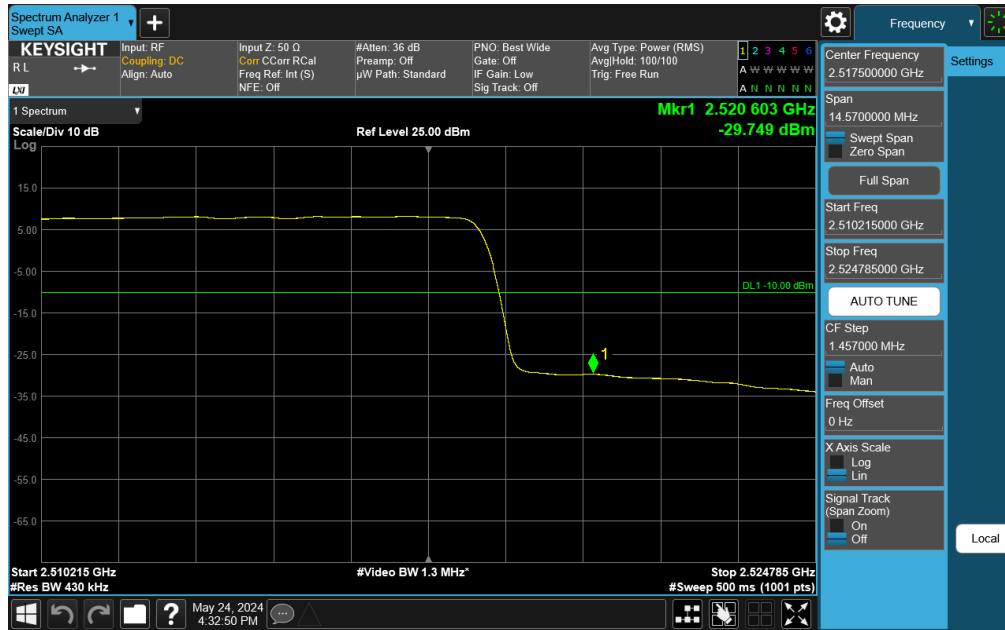 Spectrum Analyzer 1
Swept SA
Frequency
KEYSIGHT
R L
LXI
Input: RF
Coupling: DC
Align: Auto
Input Z: 50 Ω
Corr CCorr RCal
Freq Ref: Int (S)
NFE: Off
#Atten: 36 dB
Preamp: Off
µW Path: Standard
PNO: Best Wide
Gate: Off
IF Gain: Low
Sig Track: Off
Avg Type: Power (RMS)
Avg|Hold: 100/100
Trig: Free Run
1 2 3 4 5 6
A W W W W W
A N N N N N
1 Spectrum
Mkr1 2.520 603 GHz
-29.749 dBm
Scale/Div 10 dB
Ref Level 25.00 dBm
Log
15.0
5.00
-5.00
DL1 -10.00 dBm
-15.0
-25.0
1
-35.0
-45.0
-55.0
-65.0
Start 2.510215 GHz
#Video BW 1.3 MHz*
Stop 2.524785 GHz
#Res BW 430 kHz
#Sweep 500 ms (1001 pts)
?
May 24, 2024
4:32:50 PM
Center Frequency
2.517500000 GHz
Settings
Span
14.5700000 MHz
Swept Span
Zero Span
Full Span
Start Freq
2.510215000 GHz
Stop Freq
2.524785000 GHz
AUTO TUNE
CF Step
1.457000 MHz
Auto
Man
Freq Offset
0 Hz
X Axis Scale
Log
Lin
Signal Track
(Span Zoom)
On
Off
Local